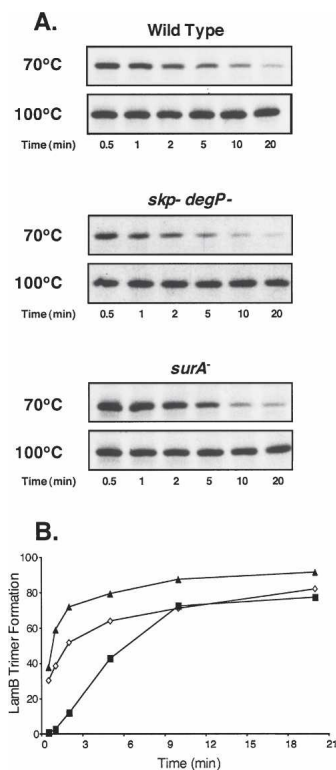 A.
Wild Type
70°C
100°C
Time (min) 0.5 1 2 5 10 20
skp- degP-
70°C
100°C
Time (min) 0.5 1 2 5 10 20
surA-
70°C
100°C
Time (min) 0.5 1 2 5 10 20
B.
100
80
60
40
20
0
LamB Trimer Formation
0 3 6 9 12 15 18 21
Time (min)